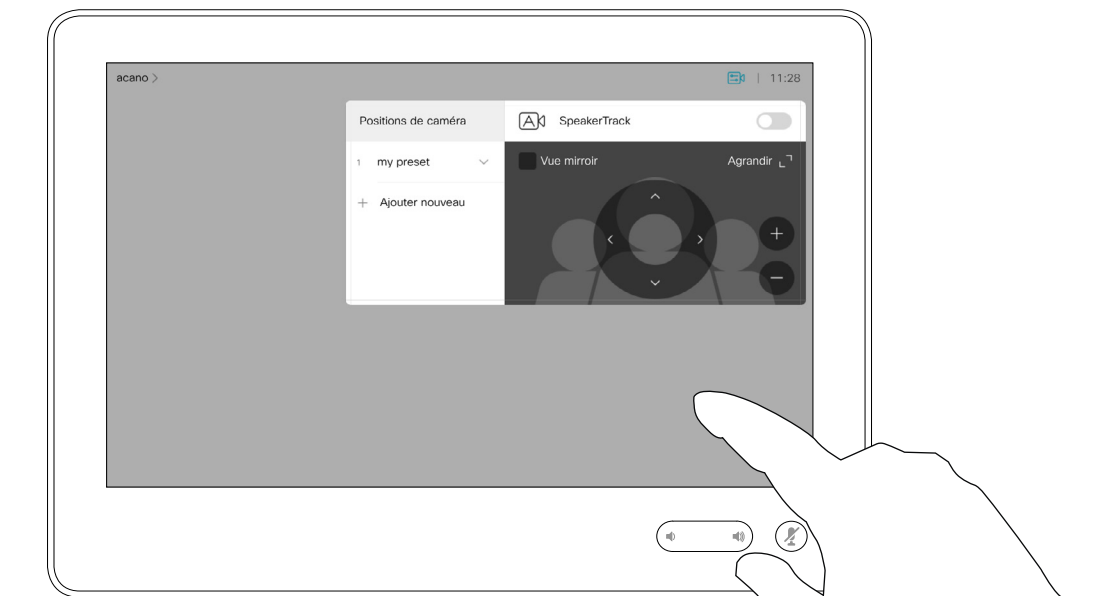 acano >
11:28
Positions de caméra
SpeakerTrack
1 my preset
Vue mirroir
Agrandir
+ Ajouter nouveau